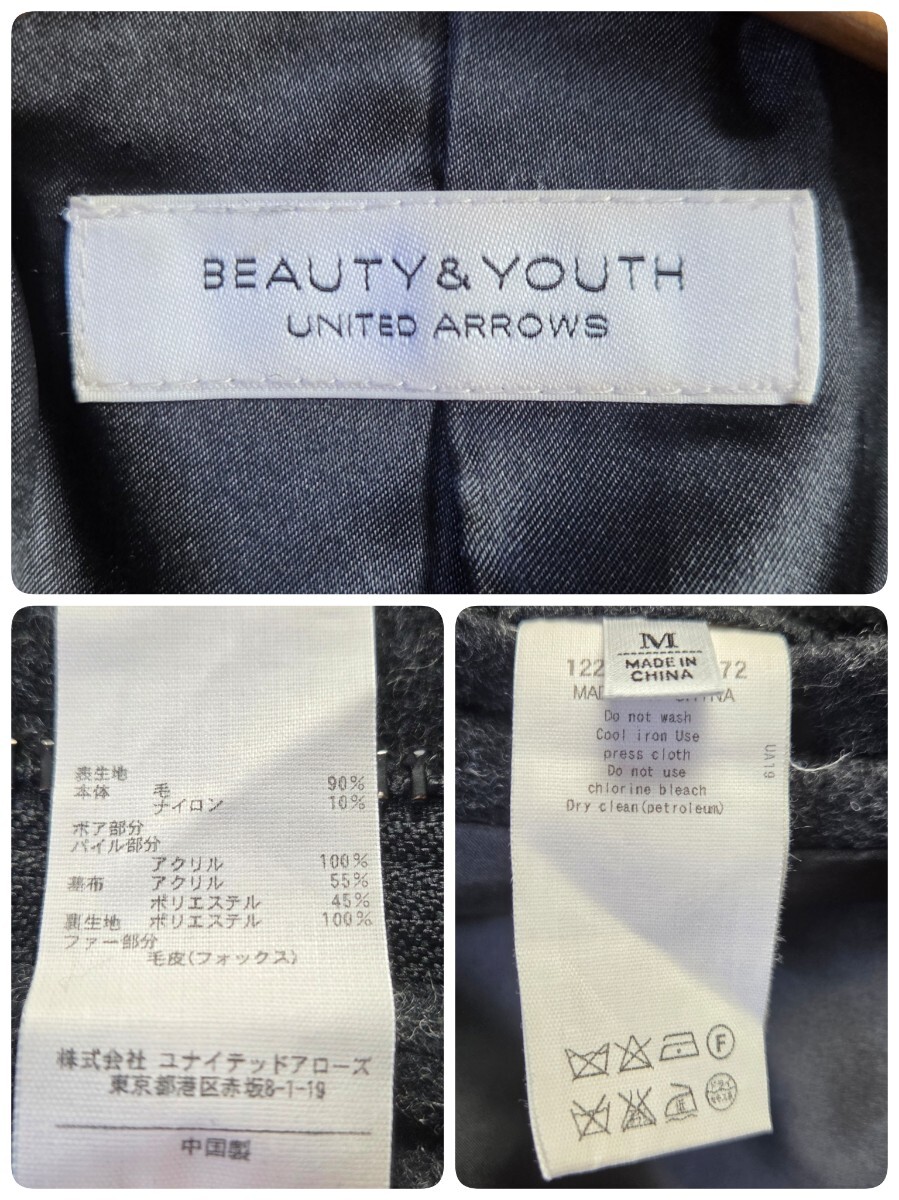 BEAUTY&YOUTH
UNITED ARROWS
表生地
本体 毛 90%
ナイロン 10%
ボア部分
パイル部分
アクリル 100%
基布 アクリル 55%
ポリエステル 45%
裏生地 ポリエステル 100%
ファー部分
毛皮(フォックス)
株式会社 ユナイテッドアローズ
東京都港区赤坂8-1-19
中国製
M
MADE IN
CHINA
122 72
Do not wash
Cool iron Use
press cloth
Do not use
chlorine bleach
Dry clean(petroleum)
UA19
F
低
ドライ